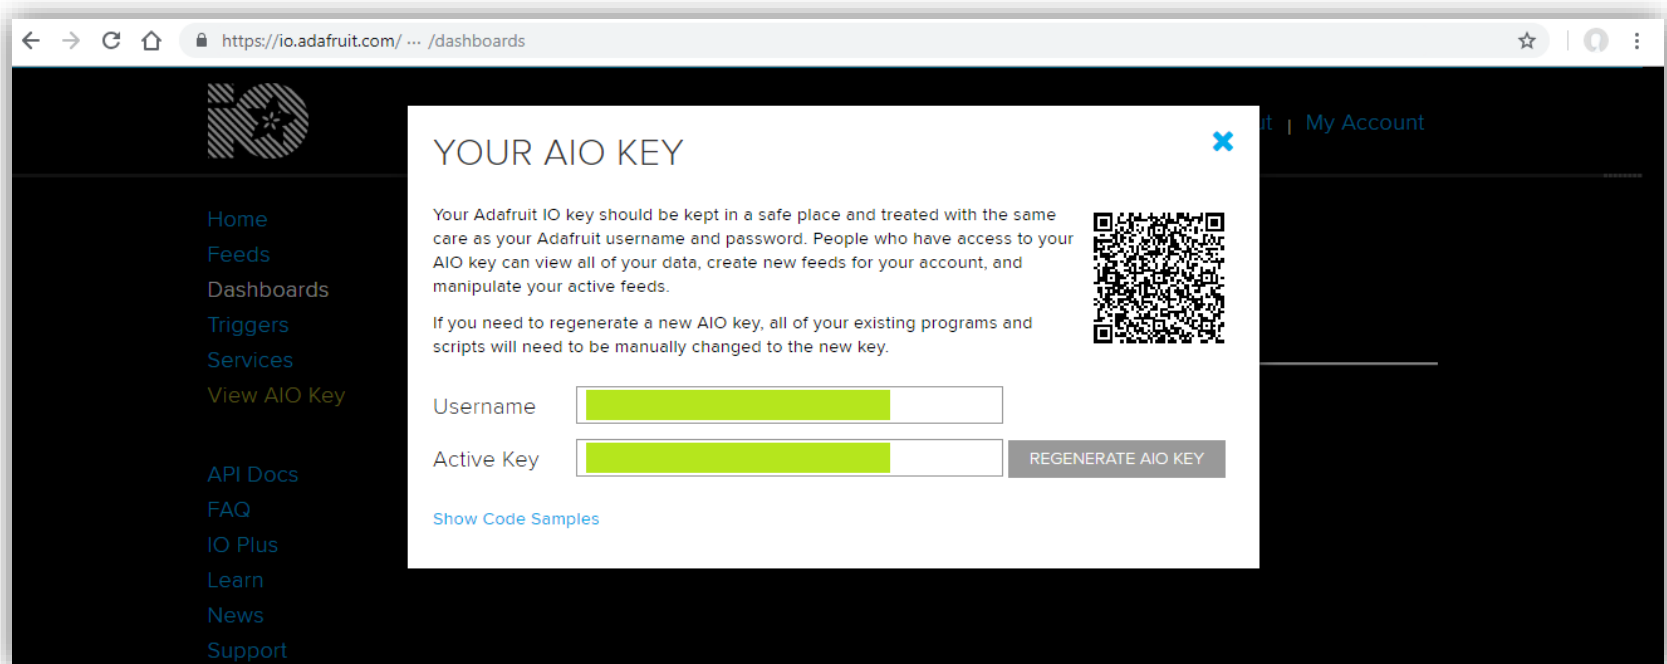 https://io.adafruit.com/ ··· /dashboards
iO
My Account
YOUR AIO KEY
Your Adafruit IO key should be kept in a safe place and treated with the same
care as your Adafruit username and password. People who have access to your
AIO key can view all of your data, create new feeds for your account, and
manipulate your active feeds.
If you need to regenerate a new AIO key, all of your existing programs and
scripts will need to be manually changed to the new key.
Username
Active Key
REGENERATE AIO KEY
Show Code Samples
Home
Feeds
Dashboards
Triggers
Services
View AIO Key
API Docs
FAQ
IO Plus
Learn
News
Support